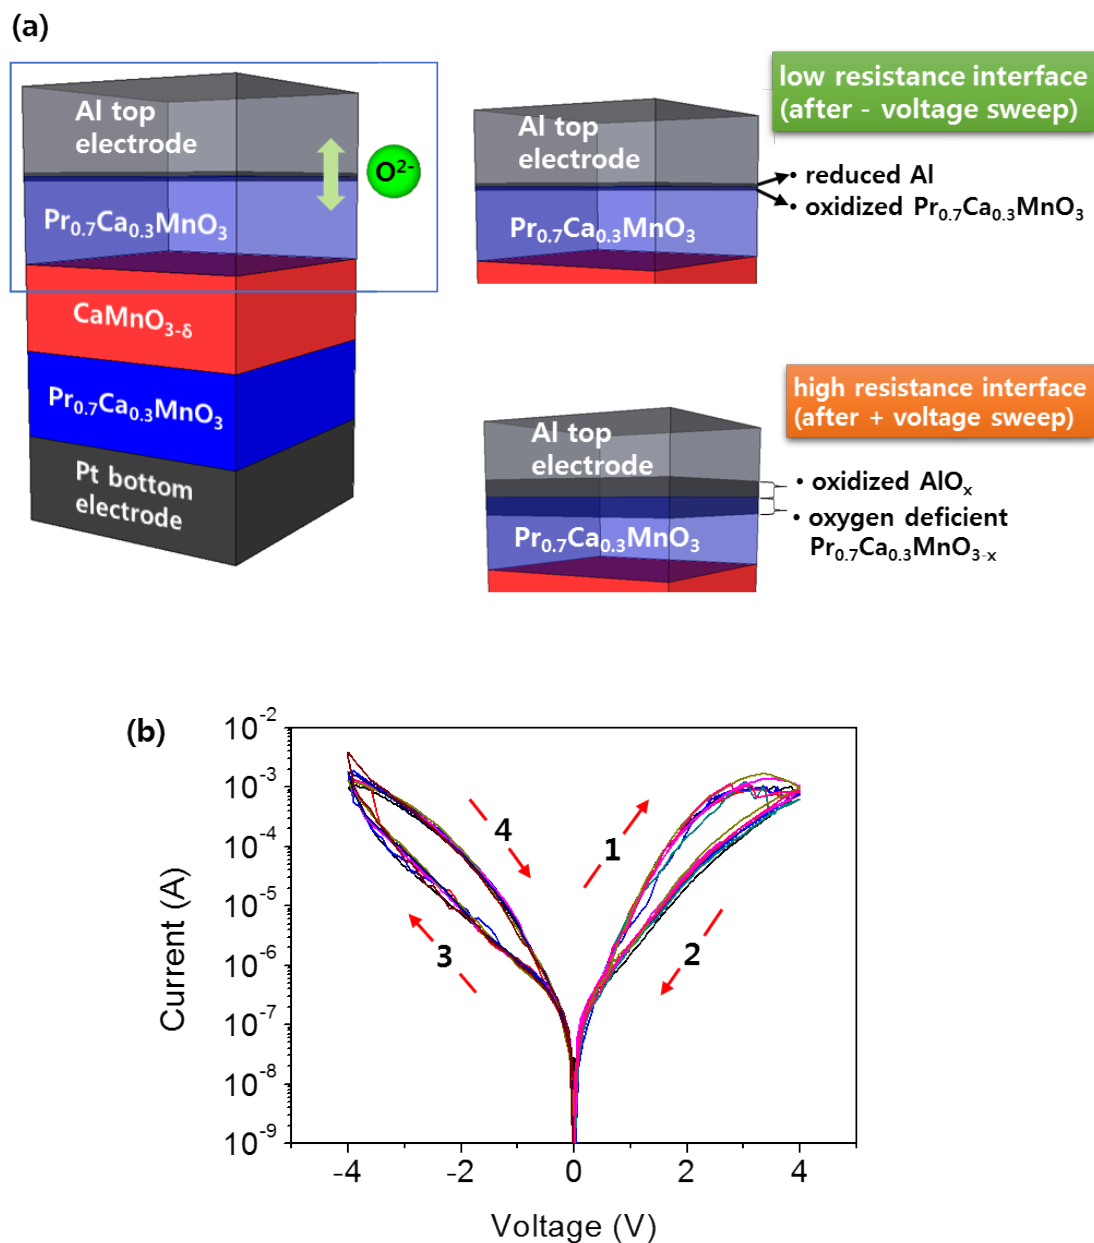 (a)
Al top
electrode
O²⁻
Pr₀.₇Ca₀.₃MnO₃
CaMnO₃₋δ
Pr₀.₇Ca₀.₃MnO₃
Pt bottom
electrode
low resistance interface
(after - voltage sweep)
Al top
electrode
• reduced Al
• oxidized Pr₀.₇Ca₀.₃MnO₃
Pr₀.₇Ca₀.₃MnO₃
high resistance interface
(after + voltage sweep)
Al top
electrode
• oxidized AlOₓ
• oxygen deficient
Pr₀.₇Ca₀.₃MnO₃₋ₓ
Pr₀.₇Ca₀.₃MnO₃
(b)
Current (A)
10⁻²
10⁻³
10⁻⁴
10⁻⁵
10⁻⁶
10⁻⁷
10⁻⁸
10⁻⁹
4
1
3
2
-4 -2 0 2 4
Voltage (V)